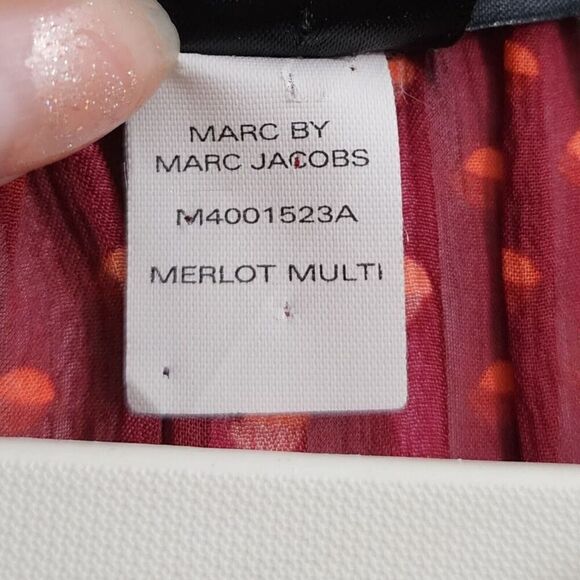 MARC BY
MARC JACOBS
M4001523A
MERLOT MULTI